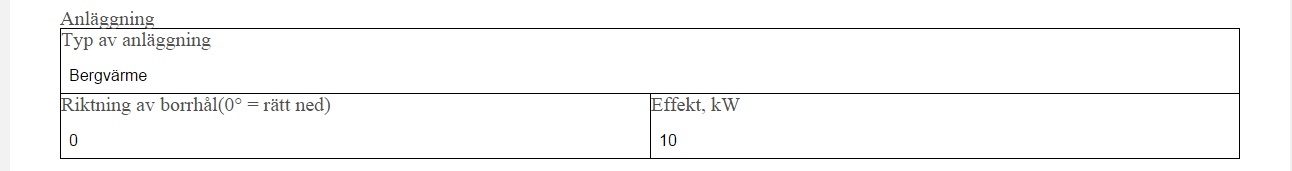 Anläggning
Typ av anläggning
Bergvärme
Riktning av borrhål(0° = rätt ned)
Effekt, kW
0
10